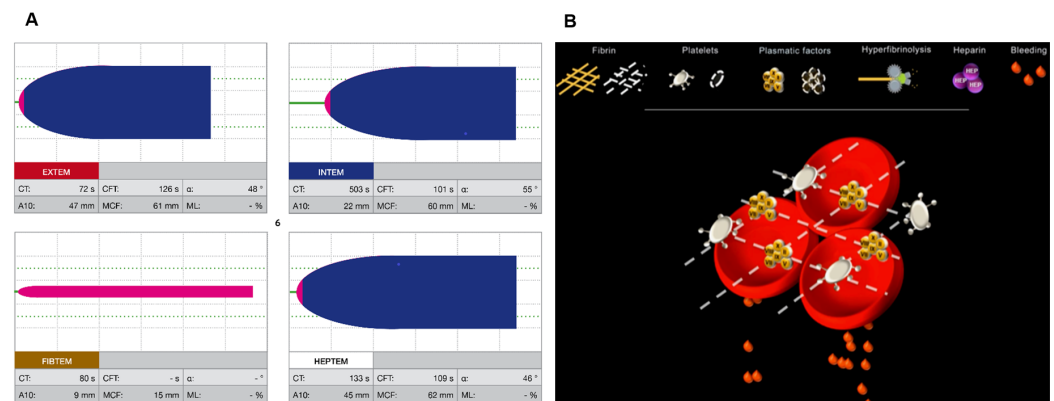 A
B
EXTEM
CT: 72 s CFT: 126 s α: 48 °
A10: 47 mm MCF: 61 mm ML: - %
INTEM
CT: 503 s CFT: 101 s α: 55 °
A10: 22 mm MCF: 60 mm ML: - %
6
FIBTEM
CT: 80 s CFT: - s α: - °
A10: 9 mm MCF: 15 mm ML: - %
HEPTEM
CT: 133 s CFT: 109 s α: 46 °
A10: 45 mm MCF: 62 mm ML: - %
Fibrin Platelets Plasmatic factors Hyperfibrinolysis Heparin Bleeding
HEP
HEP HEP